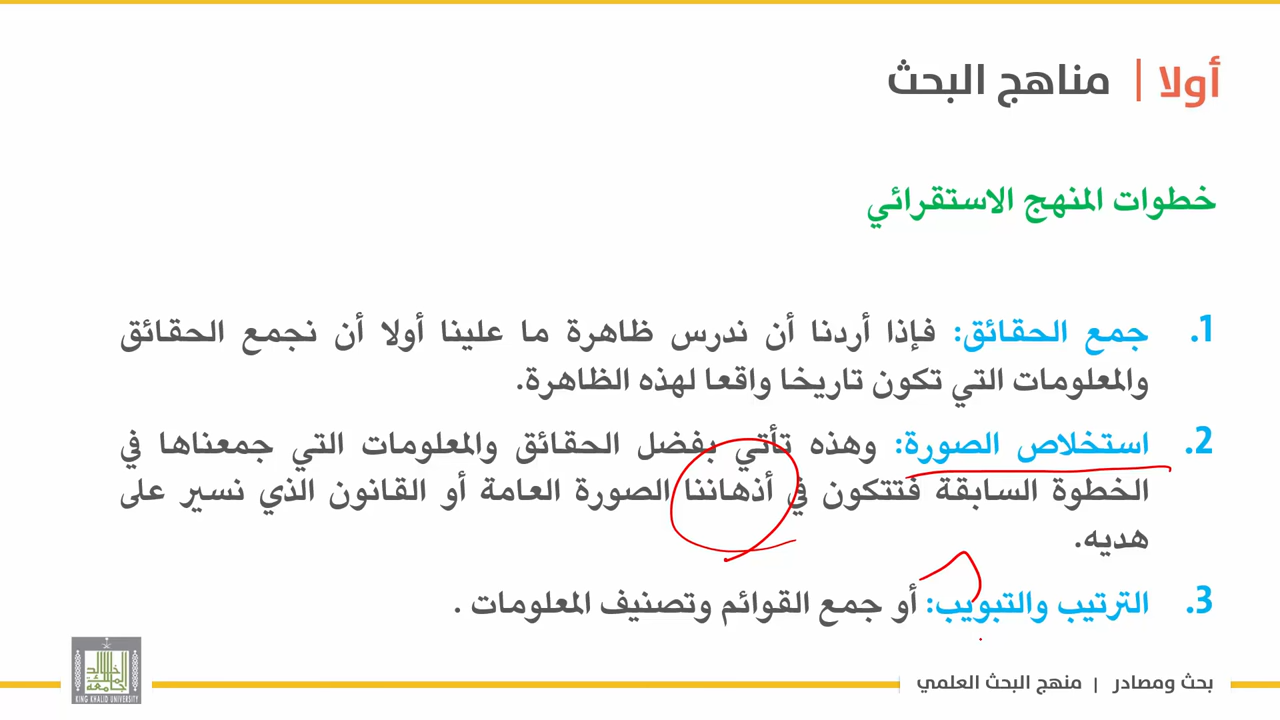 أولا | مناهج البحث
خطوات المنهج الاستقرائي
1. جمع الحقائق: فإذا أردنا أن ندرس ظاهرة ما علينا أولا أن نجمع الحقائق
والمعلومات التي تكون تاريخا واقعا لهذه الظاهرة.
2. استخلاص الصورة: وهذه تأتي بفضل الحقائق والمعلومات التي جمعناها في
الخطوة السابقة فتتكون في أذهاننا الصورة العامة أو القانون الذي نسير على
هديه.
3. الترتيب والتبويب: أو جمع القوائم وتصنيف المعلومات .
بحث ومصادر | منهج البحث العلمي
KING KHALID UNIVERSITY